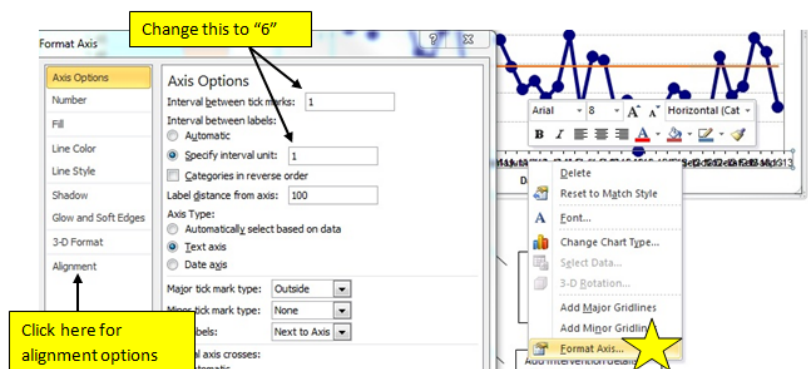 Change this to “6”
Format Axis
Axis Options
Number
Fill
Line Color
Line Style
Shadow
Glow and Soft Edges
3-D Format
Alignment
Click here for
alignment options
Axis Options
Interval between tick marks: 1
Interval between labels:
Automatic
Specify interval unit: 1
Categories in reverse order
Label distance from axis: 100
Axis Type:
Automatically select based on data
Text axis
Date axis
Major tick mark type: Outside
Minor tick mark type: None
Next to Axis
axis crosses:
Arial 8 A A Horizontal (Cat
B I A
Delete
Reset to Match Style
A Font...
Change Chart Type...
Select Data...
3-D Rotation...
Add Major Gridlines
Add Minor Gridlin
Format Axis...
Add intervention details